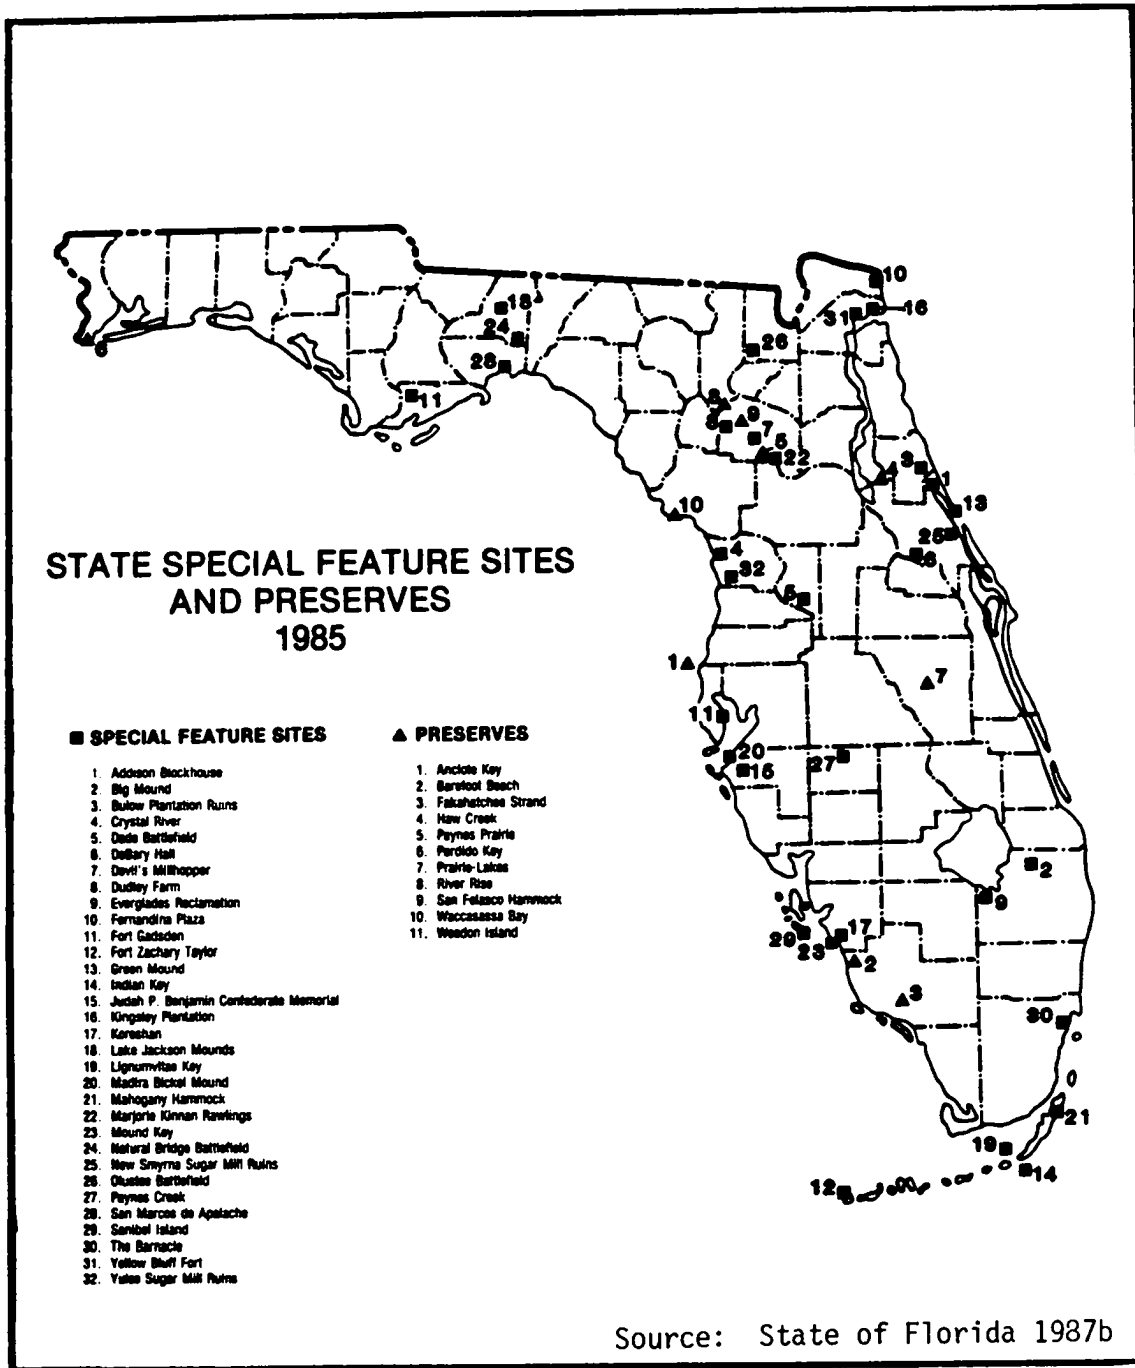 STATE SPECIAL FEATURE SITES
AND PRESERVES
1985
■ SPECIAL FEATURE SITES
1. Addison Blockhouse
2. Big Mound
3. Bulow Plantation Ruins
4. Crystal River
5. Dade Battlefield
6. DeBary Hall
7. Devil's Millhopper
8. Dudley Farm
9. Everglades Reclamation
10. Fernandina Plaza
11. Fort Gadsden
12. Fort Zachary Taylor
13. Green Mound
14. Indian Key
15. Judah P. Benjamin Confederate Memorial
16. Kingsley Plantation
17. Koreshan
18. Lake Jackson Mounds
19. Lignumvitae Key
20. Madira Bickel Mound
21. Mahogany Hammock
22. Marjorie Kinnan Rawlings
23. Mound Key
24. Natural Bridge Battlefield
25. New Smyrna Sugar Mill Ruins
26. Olustee Battlefield
27. Paynes Creek
28. San Marcos de Apalache
29. Sanibel Island
30. The Barnacle
31. Yellow Bluff Fort
32. Yulee Sugar Mill Ruins
▲ PRESERVES
1. Anclote Key
2. Barefoot Beach
3. Fakahatchee Strand
4. Haw Creek
5. Paynes Prairie
6. Perdido Key
7. Prairie-Lakes
8. River Rise
9. San Felasco Hammock
10. Waccasassa Bay
11. Weedon Island
10
18
31
16
24
26
6
28
11
8
9
8
7
5
22
3
4
1
10
13
25
4
6
32
5
1
7
11
20
27
15
2
9
17
29
23
2
3
30
21
19
14
12
Source: State of Florida 1987b